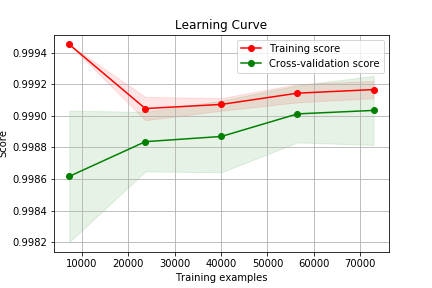 Learning Curve
Training score
Cross-validation score
0.9994
0.9992
0.9990
0.9988
0.9986
0.9984
0.9982
Score
10000 20000 30000 40000 50000 60000 70000
Training examples